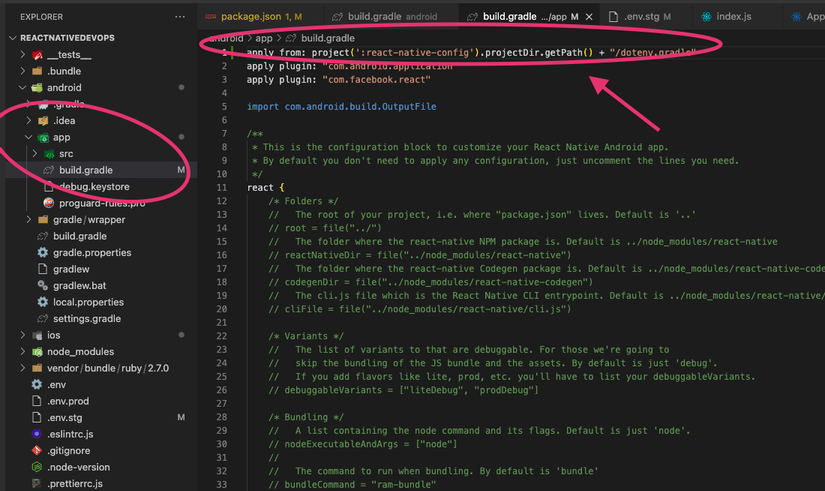 EXPLORER
REACTNATIVEDEVOPS
__tests__
.bundle
android
.gradle
.idea
app
src
build.gradle M
debug.keystore
proguard-rules.pro
gradle/wrapper
build.gradle
gradle.properties
gradlew
gradlew.bat
local.properties
settings.gradle
ios
node_modules
vendor/bundle/ruby/2.7.0
.env
.env.prod
.env.stg M
.eslintrc.js
.gitignore
.node-version
.prettierrc.js
package.json 1, M
build.gradle android
build.gradle .../app M
.env.stg M
index.js
App
android > app > build.gradle
1 apply from: project(':react-native-config').projectDir.getPath() + "/dotenv.gradle"
2 apply plugin: "com.android.application"
3 apply plugin: "com.facebook.react"
4
5 import com.android.build.OutputFile
6
7 /**
8 * This is the configuration block to customize your React Native Android app.
9 * By default you don't need to apply any configuration, just uncomment the lines you need.
10 */
11 react {
12 /* Folders */
13 // The root of your project, i.e. where "package.json" lives. Default is '..'
14 // root = file("../")
15 // The folder where the react-native NPM package is. Default is ../node_modules/react-native
16 // reactNativeDir = file("../node_modules/react-native")
17 // The folder where the react-native Codegen package is. Default is ../node_modules/react-native-code
18 // codegenDir = file("../node_modules/react-native-codegen")
19 // The cli.js file which is the React Native CLI entrypoint. Default is ../node_modules/react-native/
20 // cliFile = file("../node_modules/react-native/cli.js")
21
22 /* Variants */
23 // The list of variants to that are debuggable. For those we're going to
24 // skip the bundling of the JS bundle and the assets. By default is just 'debug'.
25 // If you add flavors like lite, prod, etc. you'll have to list your debuggableVariants.
26 // debuggableVariants = ["liteDebug", "prodDebug"]
27
28 /* Bundling */
29 // A list containing the node command and its flags. Default is just 'node'.
30 // nodeExecutableAndArgs = ["node"]
31 //
32 // The command to run when bundling. By default is 'bundle'
33 // bundleCommand = "ram-bundle"